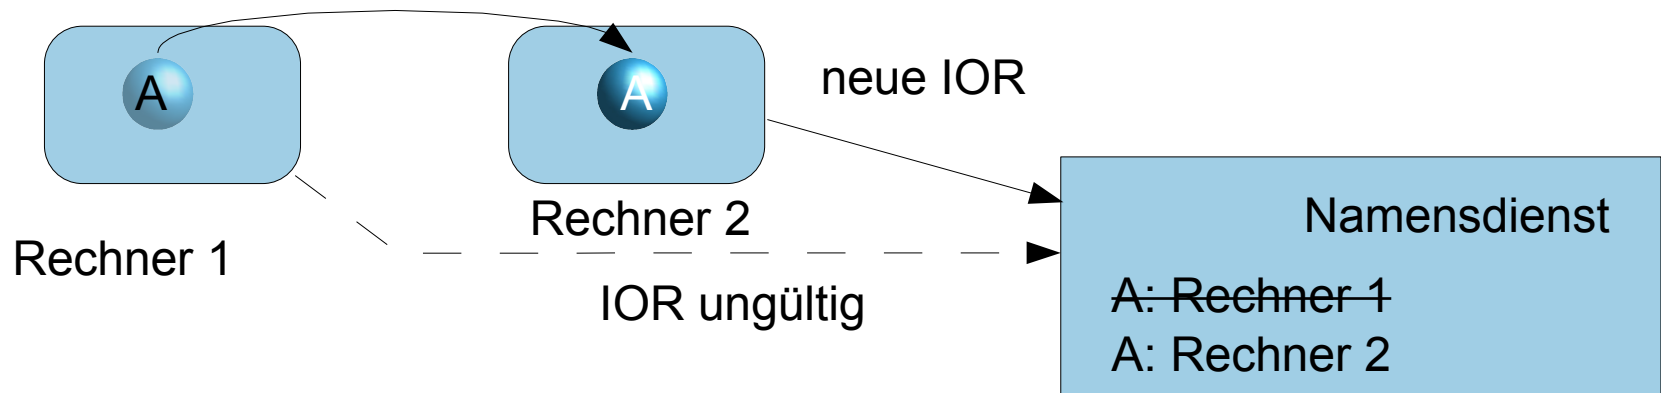 A
A
neue IOR
Rechner 2
Namensdienst
Rechner 1
IOR ungültig
A: Rechner 1
A: Rechner 2